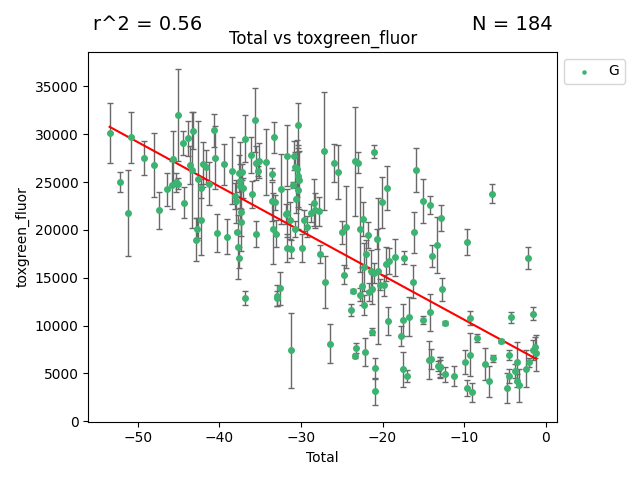 r^2 = 0.56
N = 184
Total vs toxgreen_fluor
G
toxgreen_fluor
35000
30000
25000
20000
15000
10000
5000
0
−50
−40
−30
−20
−10
0
Total